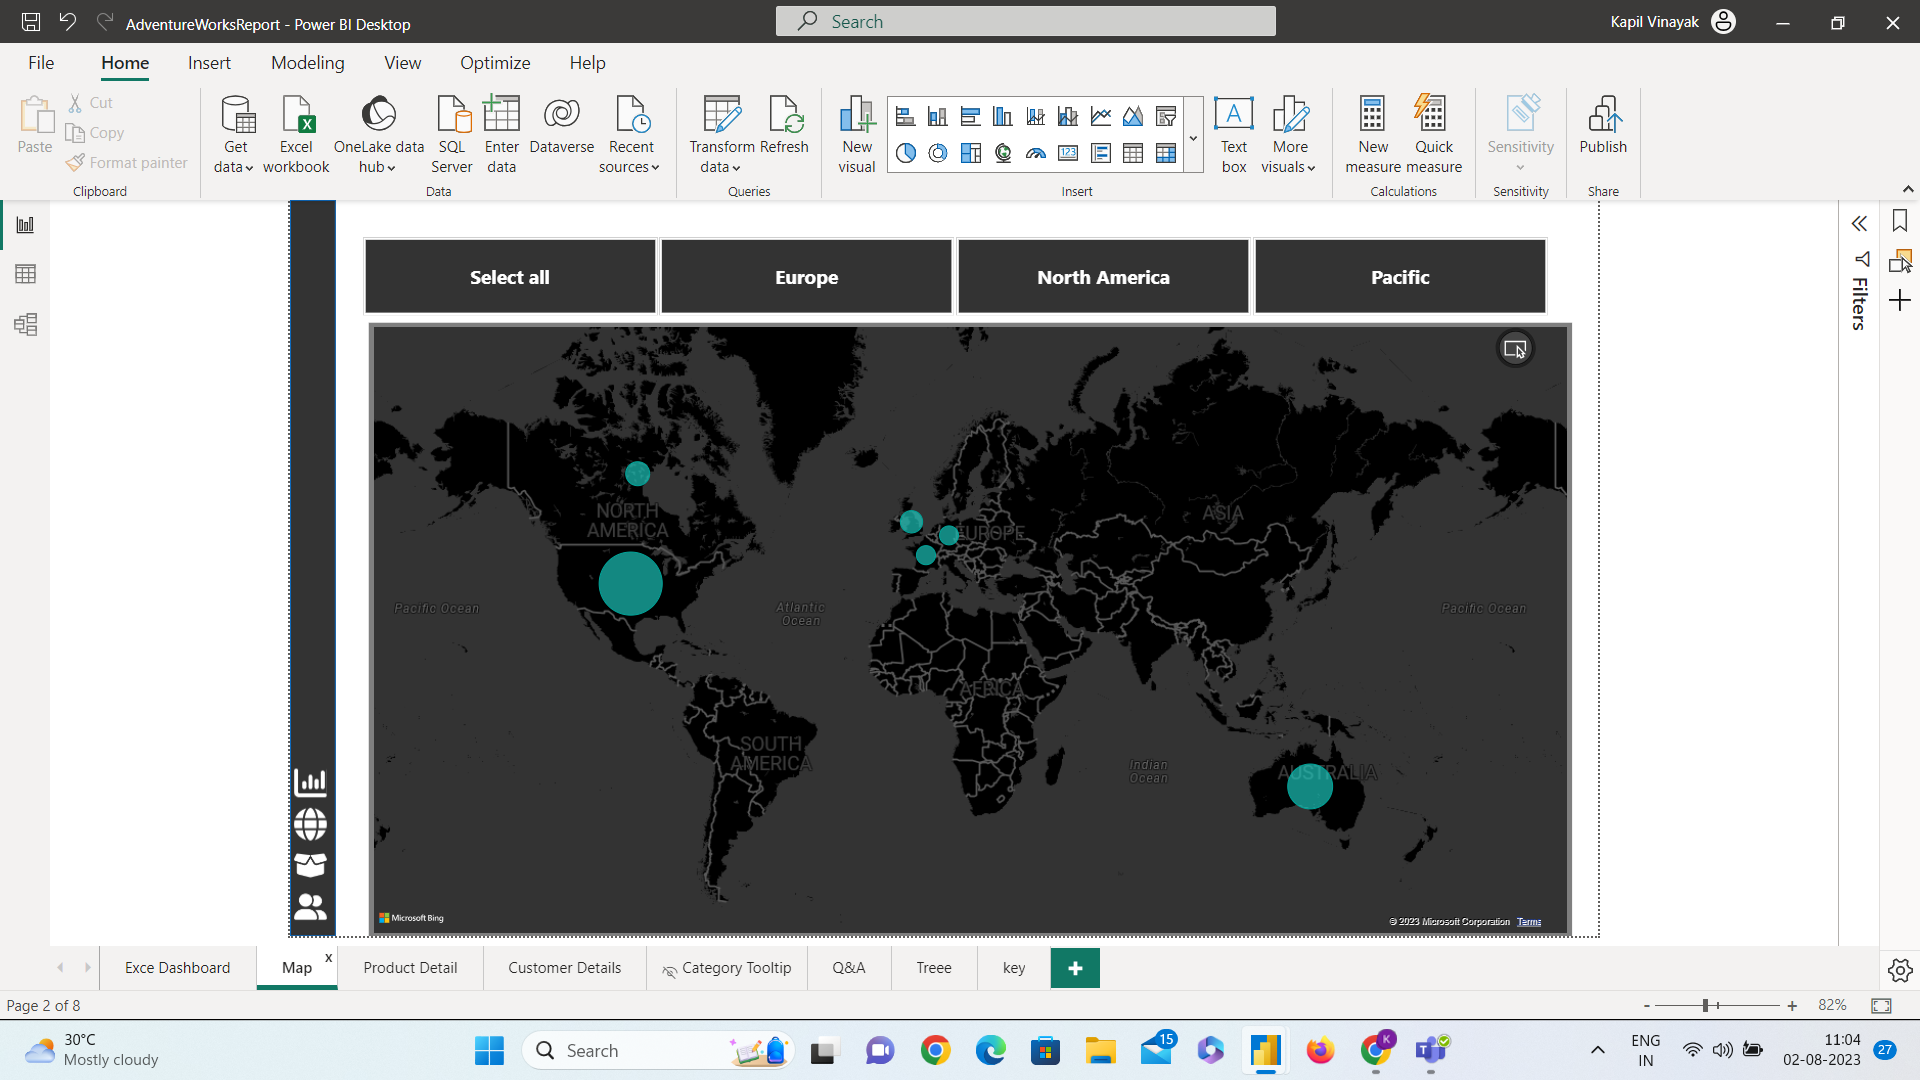 AdventureWorksReport - Power BI Desktop
Search
Kapil Vinayak
File
Home
Insert
Modeling
View
Optimize
Help
Paste
Cut
Copy
Format painter
Clipboard
Get data
Excel workbook
OneLake data hub
SQL Server
Enter data
Dataverse
Recent sources
Data
Transform data
Refresh
Queries
New visual
123
Insert
A
Text box
More visuals
New measure
Quick measure
Calculations
Sensitivity
Sensitivity
Publish
Share
Select all
Europe
North America
Pacific
Filters
NORTH AMERICA
EUROPE
ASIA
Pacific Ocean
Atlantic Ocean
Pacific Ocean
AFRICA
SOUTH AMERICA
Indian Ocean
AUSTRALIA
Microsoft Bing
© 2023 Microsoft Corporation Terms
Exce Dashboard
Map
x
Product Detail
Customer Details
Category Tooltip
Q&A
Treee
key
+
Page 2 of 8
- + 82%
30°C
Mostly cloudy
Search
15
K
ENG
IN
11:04
02-08-2023
27